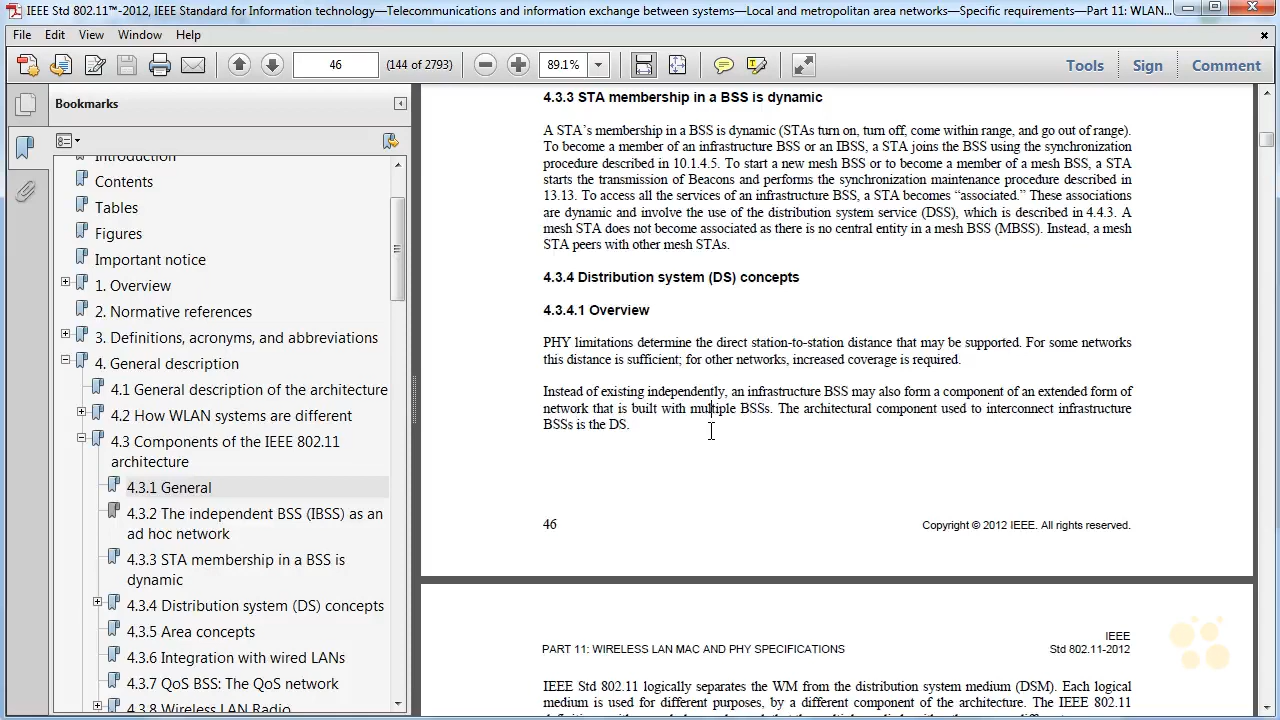 IEEE Std 802.11™-2012, IEEE Standard for Information technology—Telecommunications and information exchange between systems—Local and metropolitan area networks—Specific requirements—Part 11: WLAN...
File Edit View Window Help
46 (144 of 2793) 89.1% Tools Sign Comment
Bookmarks
Introduction
Contents
Tables
Figures
Important notice
1. Overview
2. Normative references
3. Definitions, acronyms, and abbreviations
4. General description
4.1 General description of the architecture
4.2 How WLAN systems are different
4.3 Components of the IEEE 802.11
architecture
4.3.1 General
4.3.2 The independent BSS (IBSS) as an
ad hoc network
4.3.3 STA membership in a BSS is
dynamic
4.3.4 Distribution system (DS) concepts
4.3.5 Area concepts
4.3.6 Integration with wired LANs
4.3.7 QoS BSS: The QoS network
4.3.8 Wireless LAN Radio
4.3.3 STA membership in a BSS is dynamic
A STA's membership in a BSS is dynamic (STAs turn on, turn off, come within range, and go out of range).
To become a member of an infrastructure BSS or an IBSS, a STA joins the BSS using the synchronization
procedure described in 10.1.4.5. To start a new mesh BSS or to become a member of a mesh BSS, a STA
starts the transmission of Beacons and performs the synchronization maintenance procedure described in
13.13. To access all the services of an infrastructure BSS, a STA becomes “associated.” These associations
are dynamic and involve the use of the distribution system service (DSS), which is described in 4.4.3. A
mesh STA does not become associated as there is no central entity in a mesh BSS (MBSS). Instead, a mesh
STA peers with other mesh STAs.
4.3.4 Distribution system (DS) concepts
4.3.4.1 Overview
PHY limitations determine the direct station-to-station distance that may be supported. For some networks
this distance is sufficient; for other networks, increased coverage is required.
Instead of existing independently, an infrastructure BSS may also form a component of an extended form of
network that is built with multiple BSSs. The architectural component used to interconnect infrastructure
BSSs is the DS.
46 Copyright © 2012 IEEE. All rights reserved.
IEEE
PART 11: WIRELESS LAN MAC AND PHY SPECIFICATIONS Std 802.11-2012
IEEE Std 802.11 logically separates the WM from the distribution system medium (DSM). Each logical
medium is used for different purposes, by a different component of the architecture. The IEEE 802.11